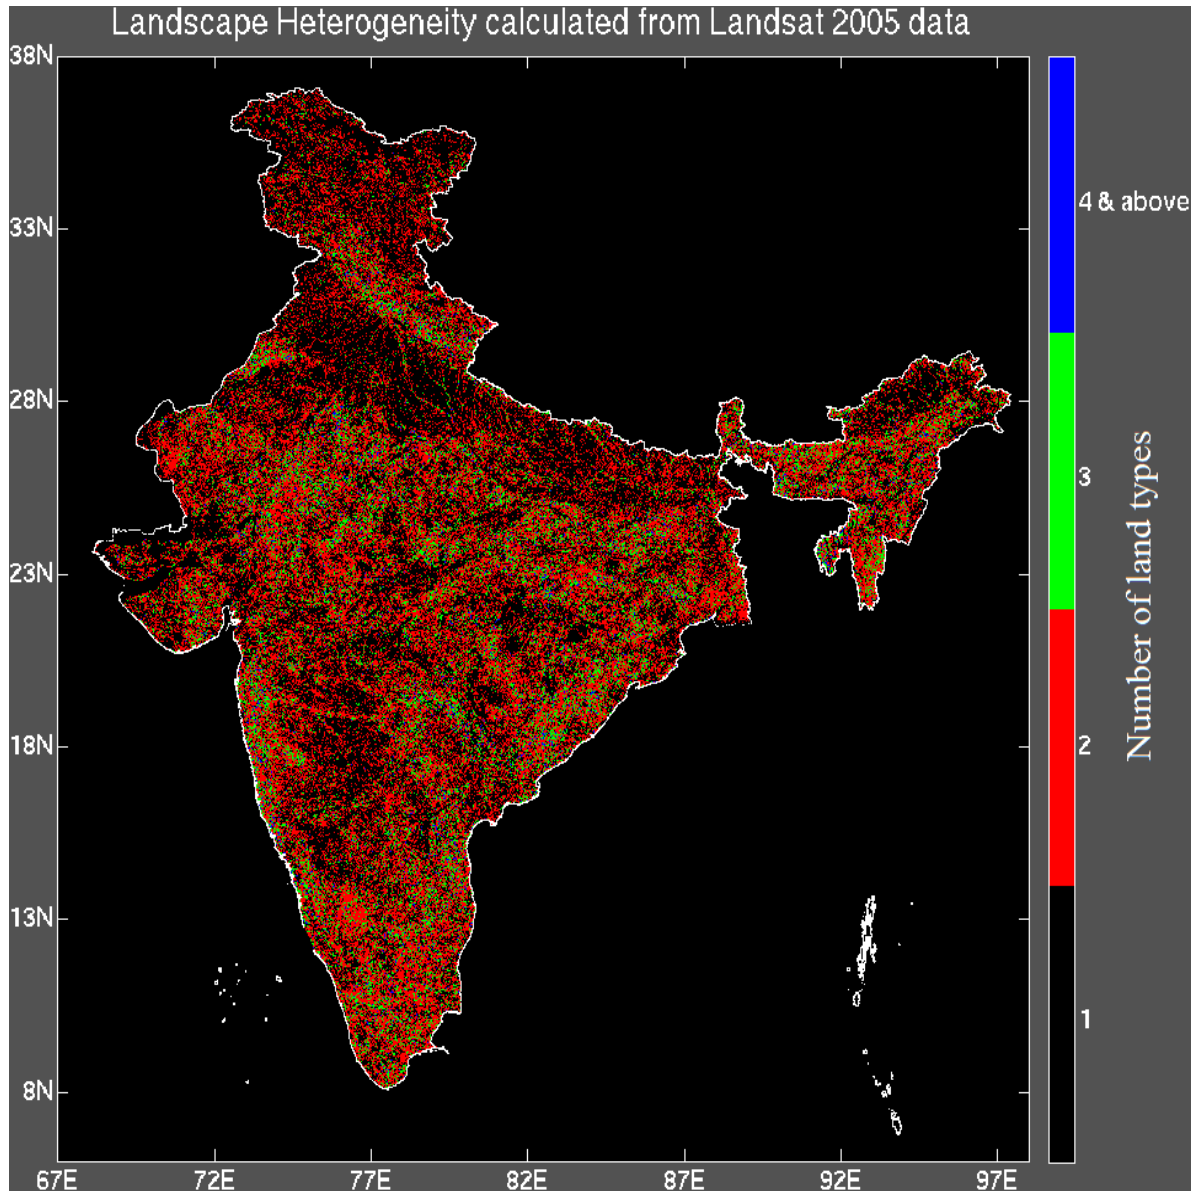 Landscape Heterogeneity calculated from Landsat 2005 data
38N
33N
28N
23N
18N
13N
8N
67E 72E 77E 82E 87E 92E 97E
4 & above
3
2
1
Number of land types